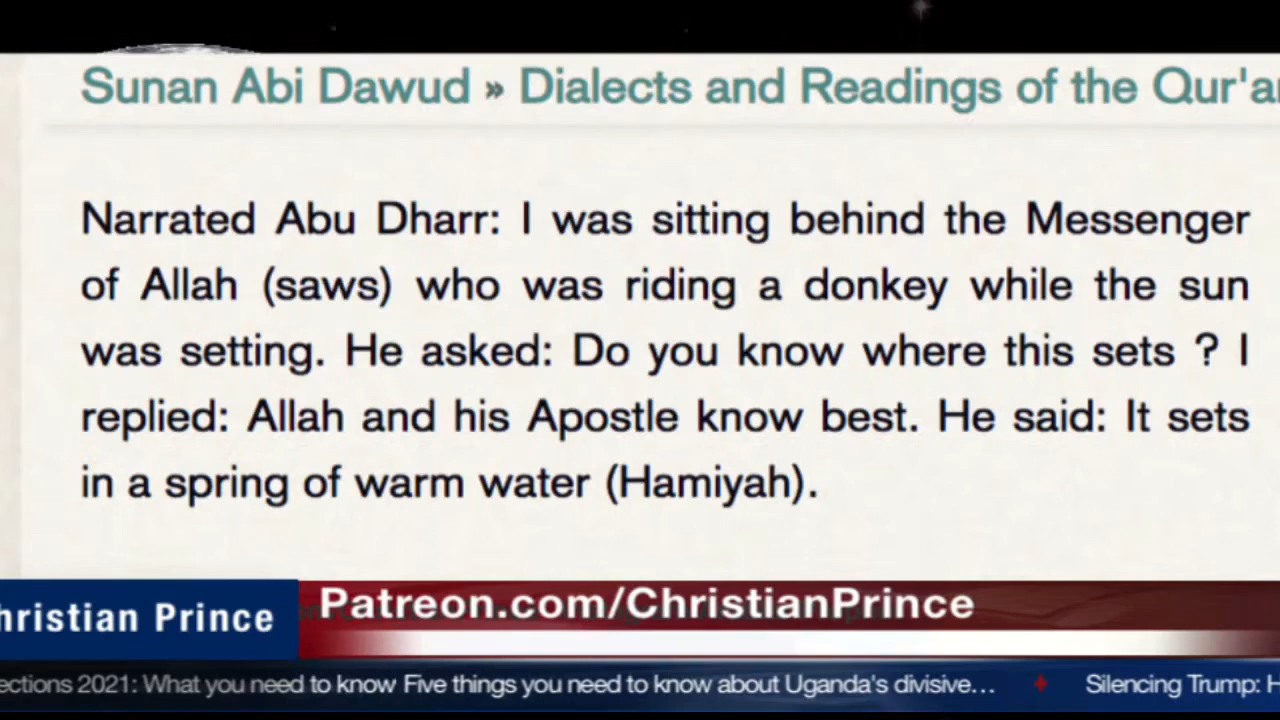 Sunan Abi Dawud » Dialects and Readings of the Qur'a
Narrated Abu Dharr: I was sitting behind the Messenger
of Allah (saws) who was riding a donkey while the sun
was setting. He asked: Do you know where this sets ? I
replied: Allah and his Apostle know best. He said: It sets
in a spring of warm water (Hamiyah).
hristian Prince
Patreon.com/ChristianPrince
ections 2021: What you need to know Five things you need to know about Uganda's divisive... Silencing Trump: H